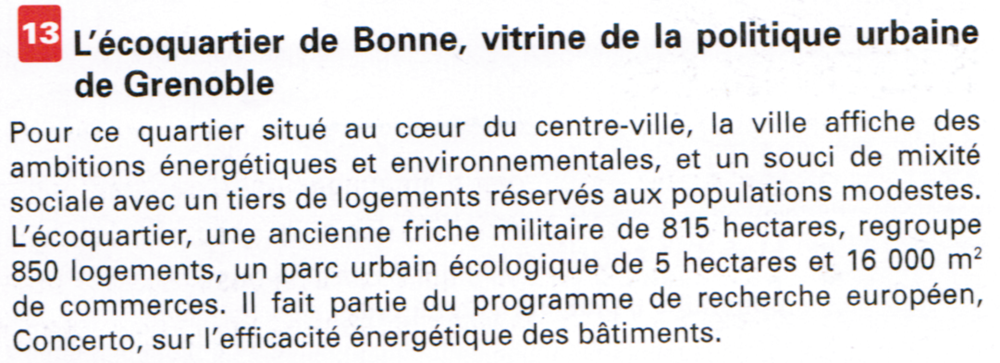 13 L'écoquartier de Bonne, vitrine de la politique urbaine
de Grenoble
Pour ce quartier situé au cœur du centre-ville, la ville affiche des
ambitions énergétiques et environnementales, et un souci de mixité
sociale avec un tiers de logements réservés aux populations modestes.
L'écoquartier, une ancienne friche militaire de 815 hectares, regroupe
850 logements, un parc urbain écologique de 5 hectares et 16 000 m²
de commerces. Il fait partie du programme de recherche européen,
Concerto, sur l'efficacité énergétique des bâtiments.